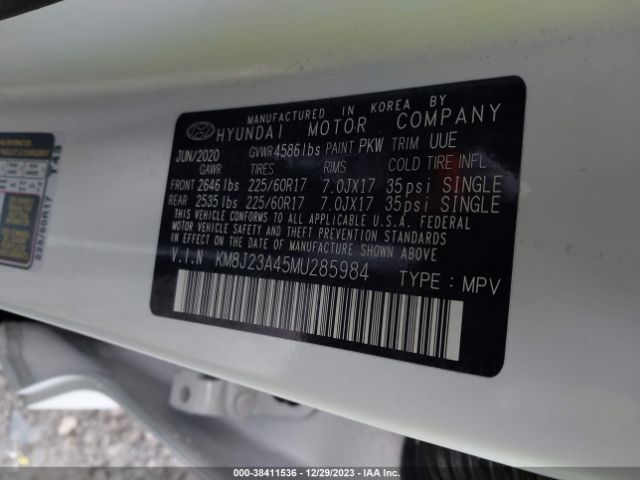 MANUFACTURED IN KOREA BY
HYUNDAI MOTOR COMPANY
JUN/2020 GVWR 4586 lbs PAINT PKW TRIM UUE
GAWR TIRES RIMS COLD TIRE INFL
FRONT 2646 lbs 225/60R17 7.0JX17 35psi SINGLE
REAR 2535 lbs 225/60R17 7.0JX17 35psi SINGLE
THIS VEHICLE CONFORMS TO ALL APPLICABLE U.S.A. FEDERAL
MOTOR VEHICLE SAFETY AND THEFT PREVENTION STANDARDS
IN EFFECT ON THE DATE OF MANUFACTURE SHOWN ABOVE.
V.I.N KM8J23A45MU285984 TYPE : MPV
225/60R17
000-38411536 - 12/29/2023 - IAA Inc.